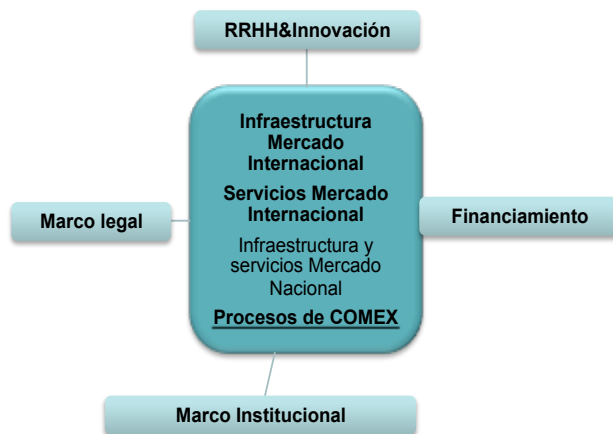 RRHH&Innovación
Infraestructura
Mercado
Internacional
Servicios Mercado
Internacional
Infraestructura y
servicios Mercado
Nacional
Procesos de COMEX
Marco legal
Financiamiento
Marco Institucional